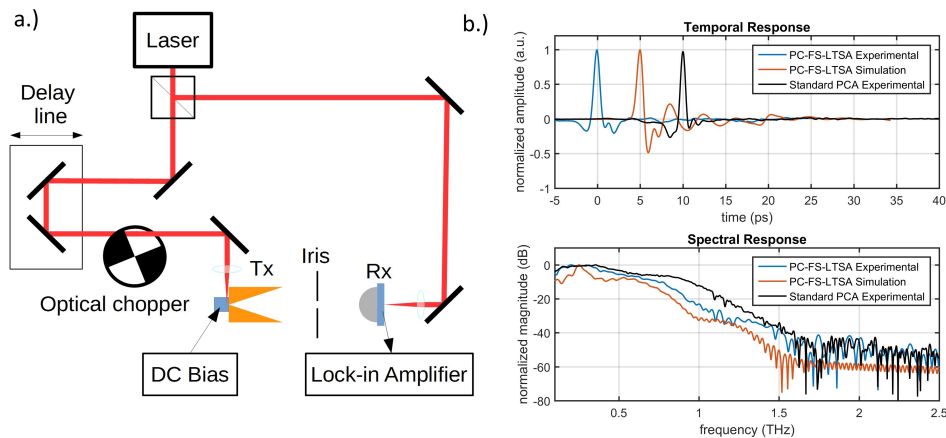 a.)
Laser
Delay
line
Optical chopper
Tx
Iris
Rx
DC Bias
Lock-in Amplifier
b.)
Temporal Response
normalized amplitude (a.u.)
1
0.5
0
-0.5
-1
PC-FS-LTSA Experimental
PC-FS-LTSA Simulation
Standard PCA Experimental
-5 0 5 10 15 20 25 30 35 40
time (ps)
Spectral Response
normalized magnitude (dB)
0
-20
-40
-60
-80
PC-FS-LTSA Experimental
PC-FS-LTSA Simulation
Standard PCA Experimental
0.5 1 1.5 2 2.5
frequency (THz)